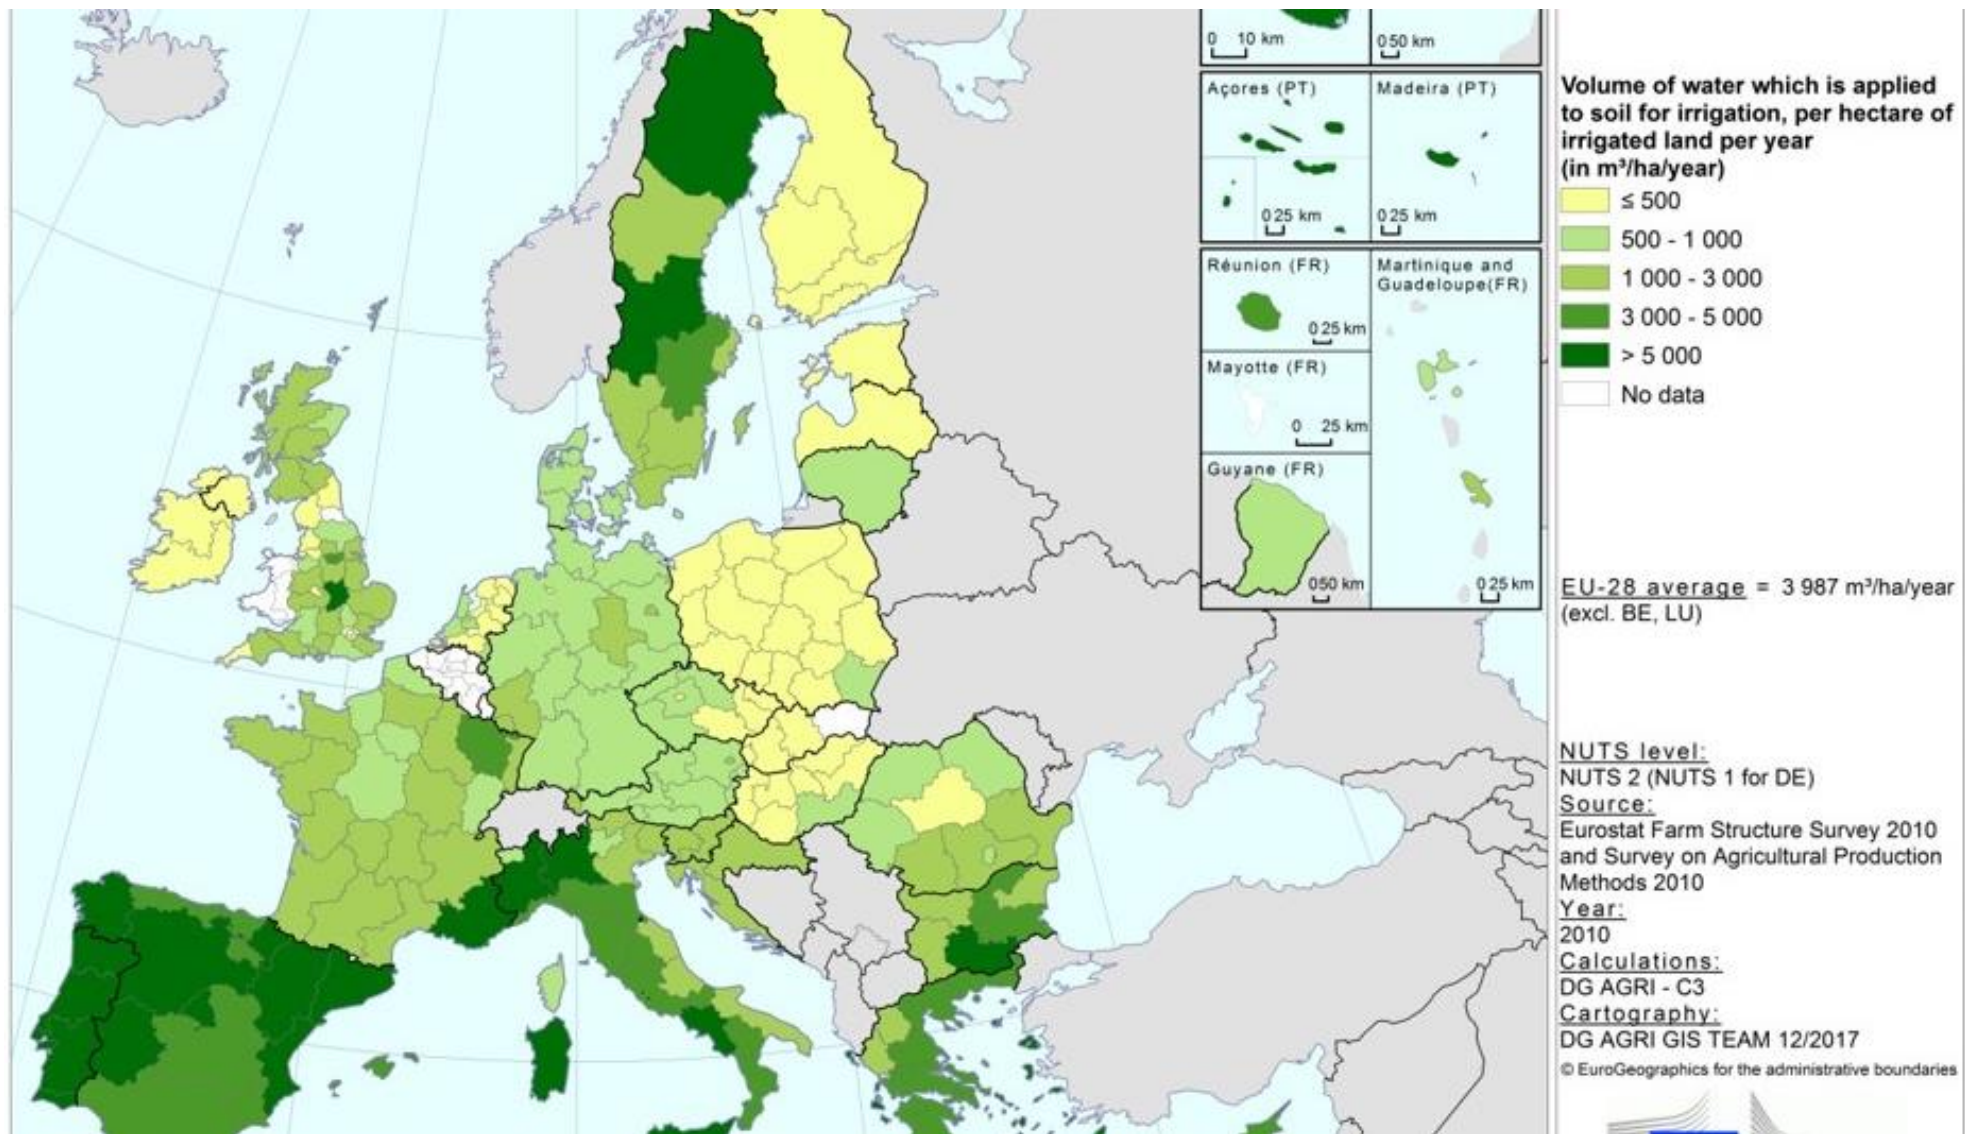 0 10 km
0 50 km
Açores (PT)
Madeira (PT)
0 25 km
0 25 km
Réunion (FR)
Martinique and
Guadeloupe(FR)
0 25 km
Mayotte (FR)
0 25 km
Guyane (FR)
0 50 km
0 25 km
Volume of water which is applied
to soil for irrigation, per hectare of
irrigated land per year
(in m³/ha/year)
≤ 500
500 - 1 000
1 000 - 3 000
3 000 - 5 000
> 5 000
No data
EU-28 average = 3 987 m³/ha/year
(excl. BE, LU)
NUTS level:
NUTS 2 (NUTS 1 for DE)
Source:
Eurostat Farm Structure Survey 2010
and Survey on Agricultural Production
Methods 2010
Year:
2010
Calculations:
DG AGRI - C3
Cartography:
DG AGRI GIS TEAM 12/2017
© EuroGeographics for the administrative boundaries